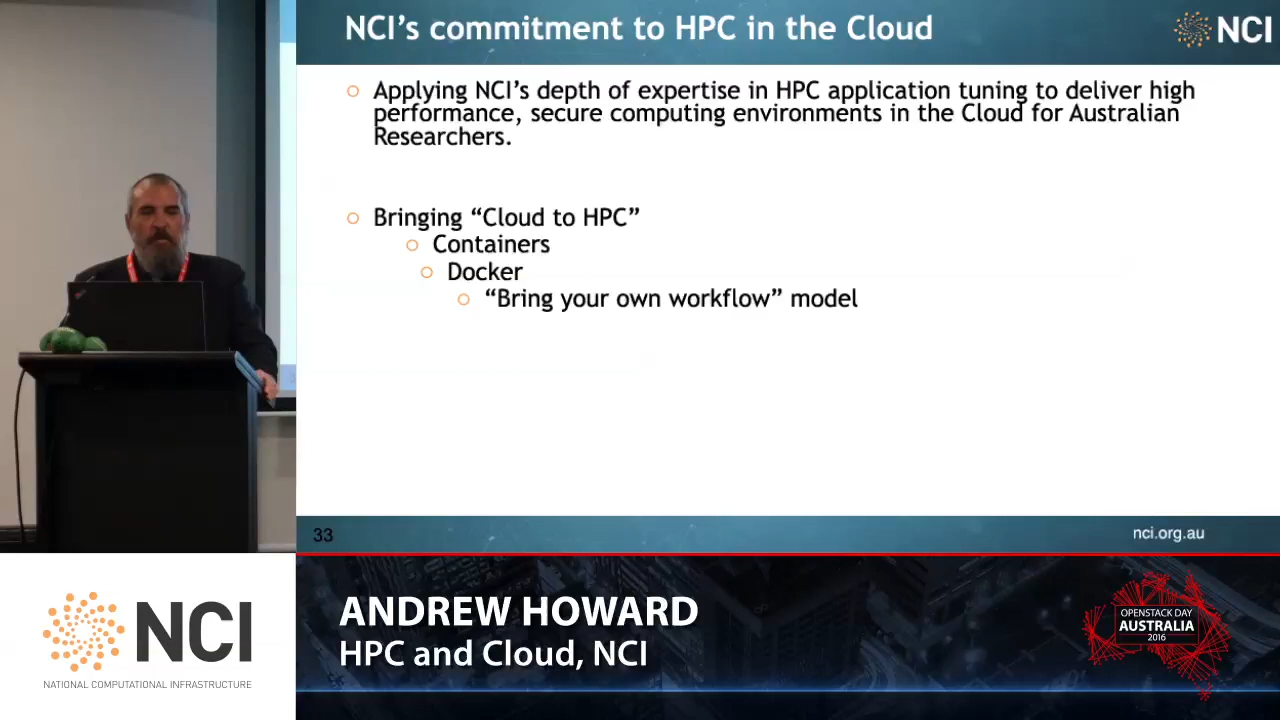 NCI's commitment to HPC in the Cloud
NCI
Applying NCI's depth of expertise in HPC application tuning to deliver high
performance, secure computing environments in the Cloud for Australian
Researchers.
Bringing “Cloud to HPC”
Containers
Docker
“Bring your own workflow” model
33
nci.org.au
NCI
NATIONAL COMPUTATIONAL INFRASTRUCTURE
ANDREW HOWARD
HPC and Cloud, NCI
OPENSTACK DAY
AUSTRALIA
2016